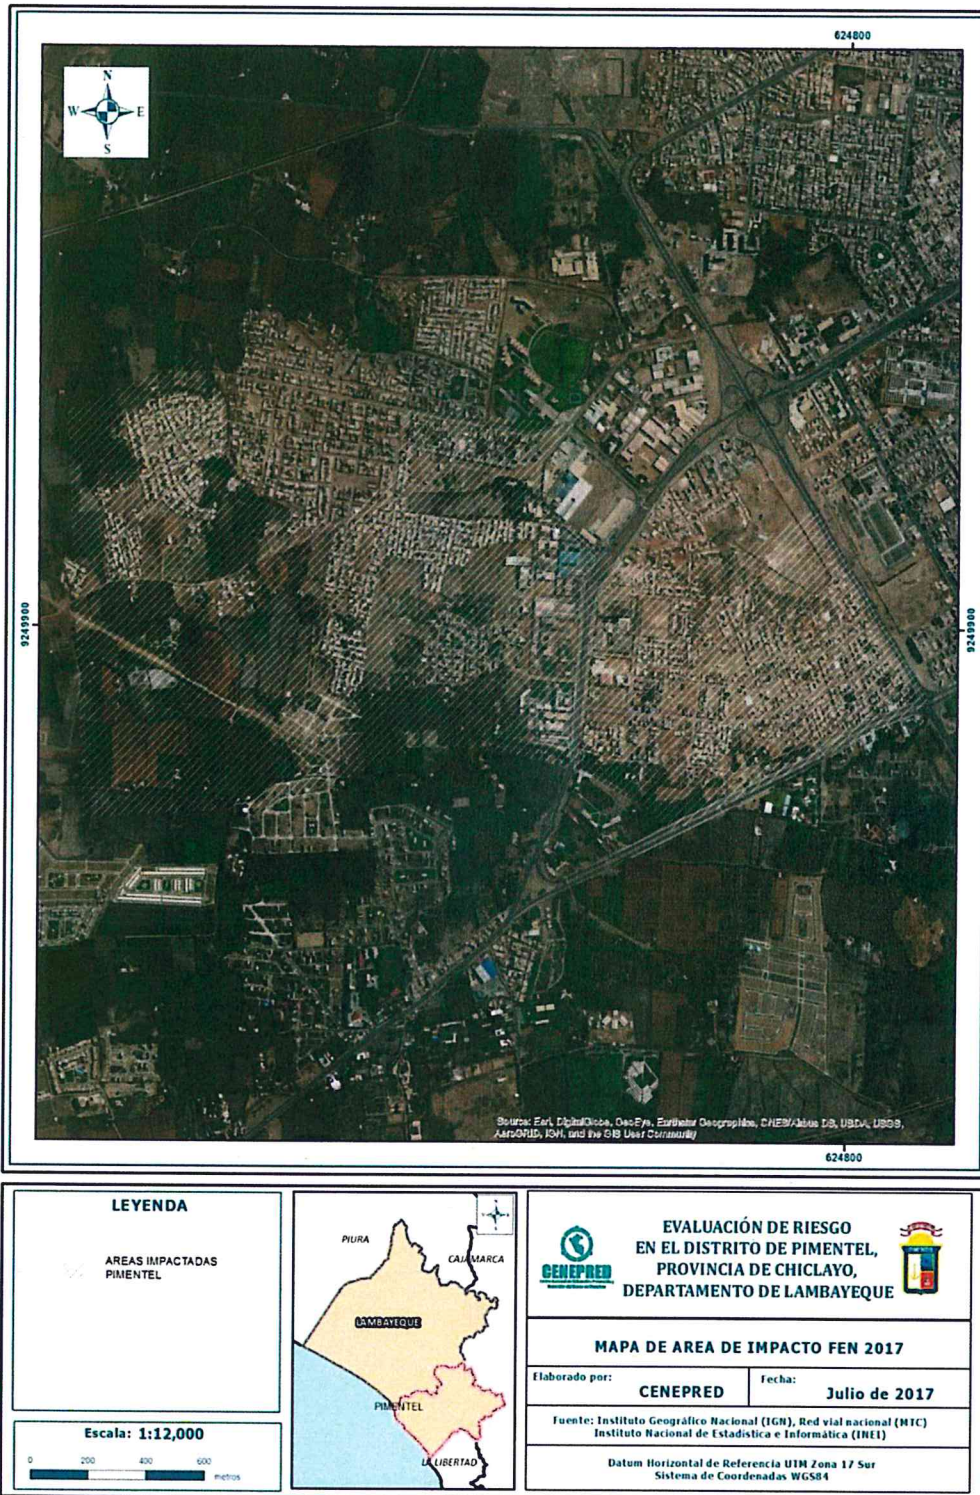 624800
N
W E
S
9249900
9249900
Source: Esri, DigitalGlobe, GeoEye, Earthstar Geographics, CNES/Airbus DS, USDA, USGS,
AeroGRID, IGN, and the GIS User Community
624800
LEYENDA
AREAS IMPACTADAS
PIMENTEL
Escala: 1:12,000
0 200 400 600
metros
PIURA
CAJAMARCA
LAMBAYEQUE
PIMENTEL
LA LIBERTAD
CENEPRED
EVALUACIÓN DE RIESGO
EN EL DISTRITO DE PIMENTEL,
PROVINCIA DE CHICLAYO,
DEPARTAMENTO DE LAMBAYEQUE
MAPA DE AREA DE IMPACTO FEN 2017
Elaborado por:
CENEPRED
Fecha:
Julio de 2017
Fuente: Instituto Geográfico Nacional (IGN), Red vial nacional (MTC)
Instituto Nacional de Estadística e Informática (INEI)
Datum Horizontal de Referencia UTM Zona 17 Sur
Sistema de Coordenadas WGS84